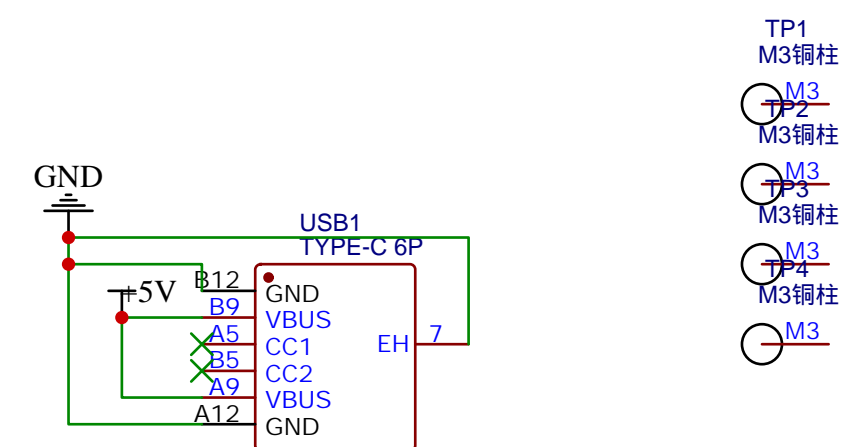 TP1
M3铜柱
M3
TP2
M3铜柱
M3
TP3
M3铜柱
M3
TP4
M3铜柱
M3
GND
USB1
TYPE-C 6P
+5V
B12
GND
B9
VBUS
A5
CC1
EH
7
B5
CC2
A9
VBUS
A12
GND